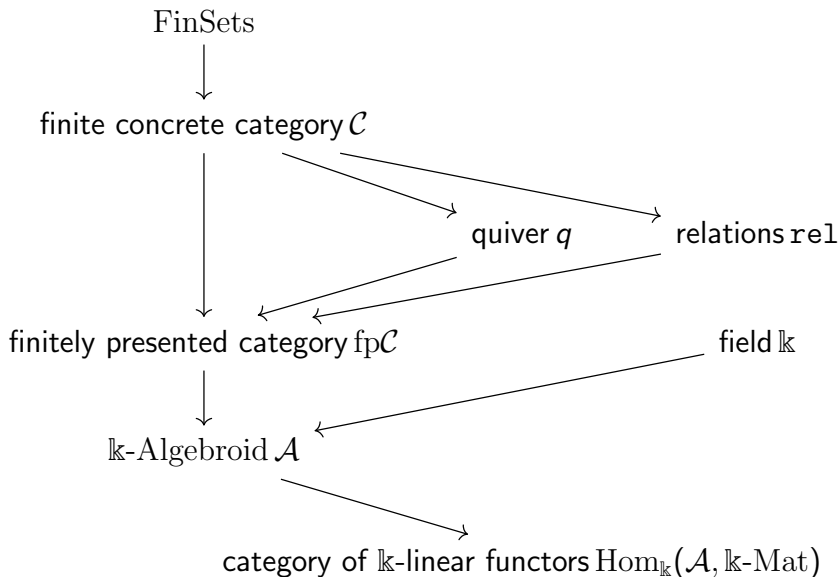 FinSets
finite concrete category 𝒞
quiver q
relations rel
finitely presented category fp𝒞
field 𝕜
𝕜-Algebroid 𝒜
category of 𝕜-linear functors Hom𝕜(𝒜, 𝕜-Mat)